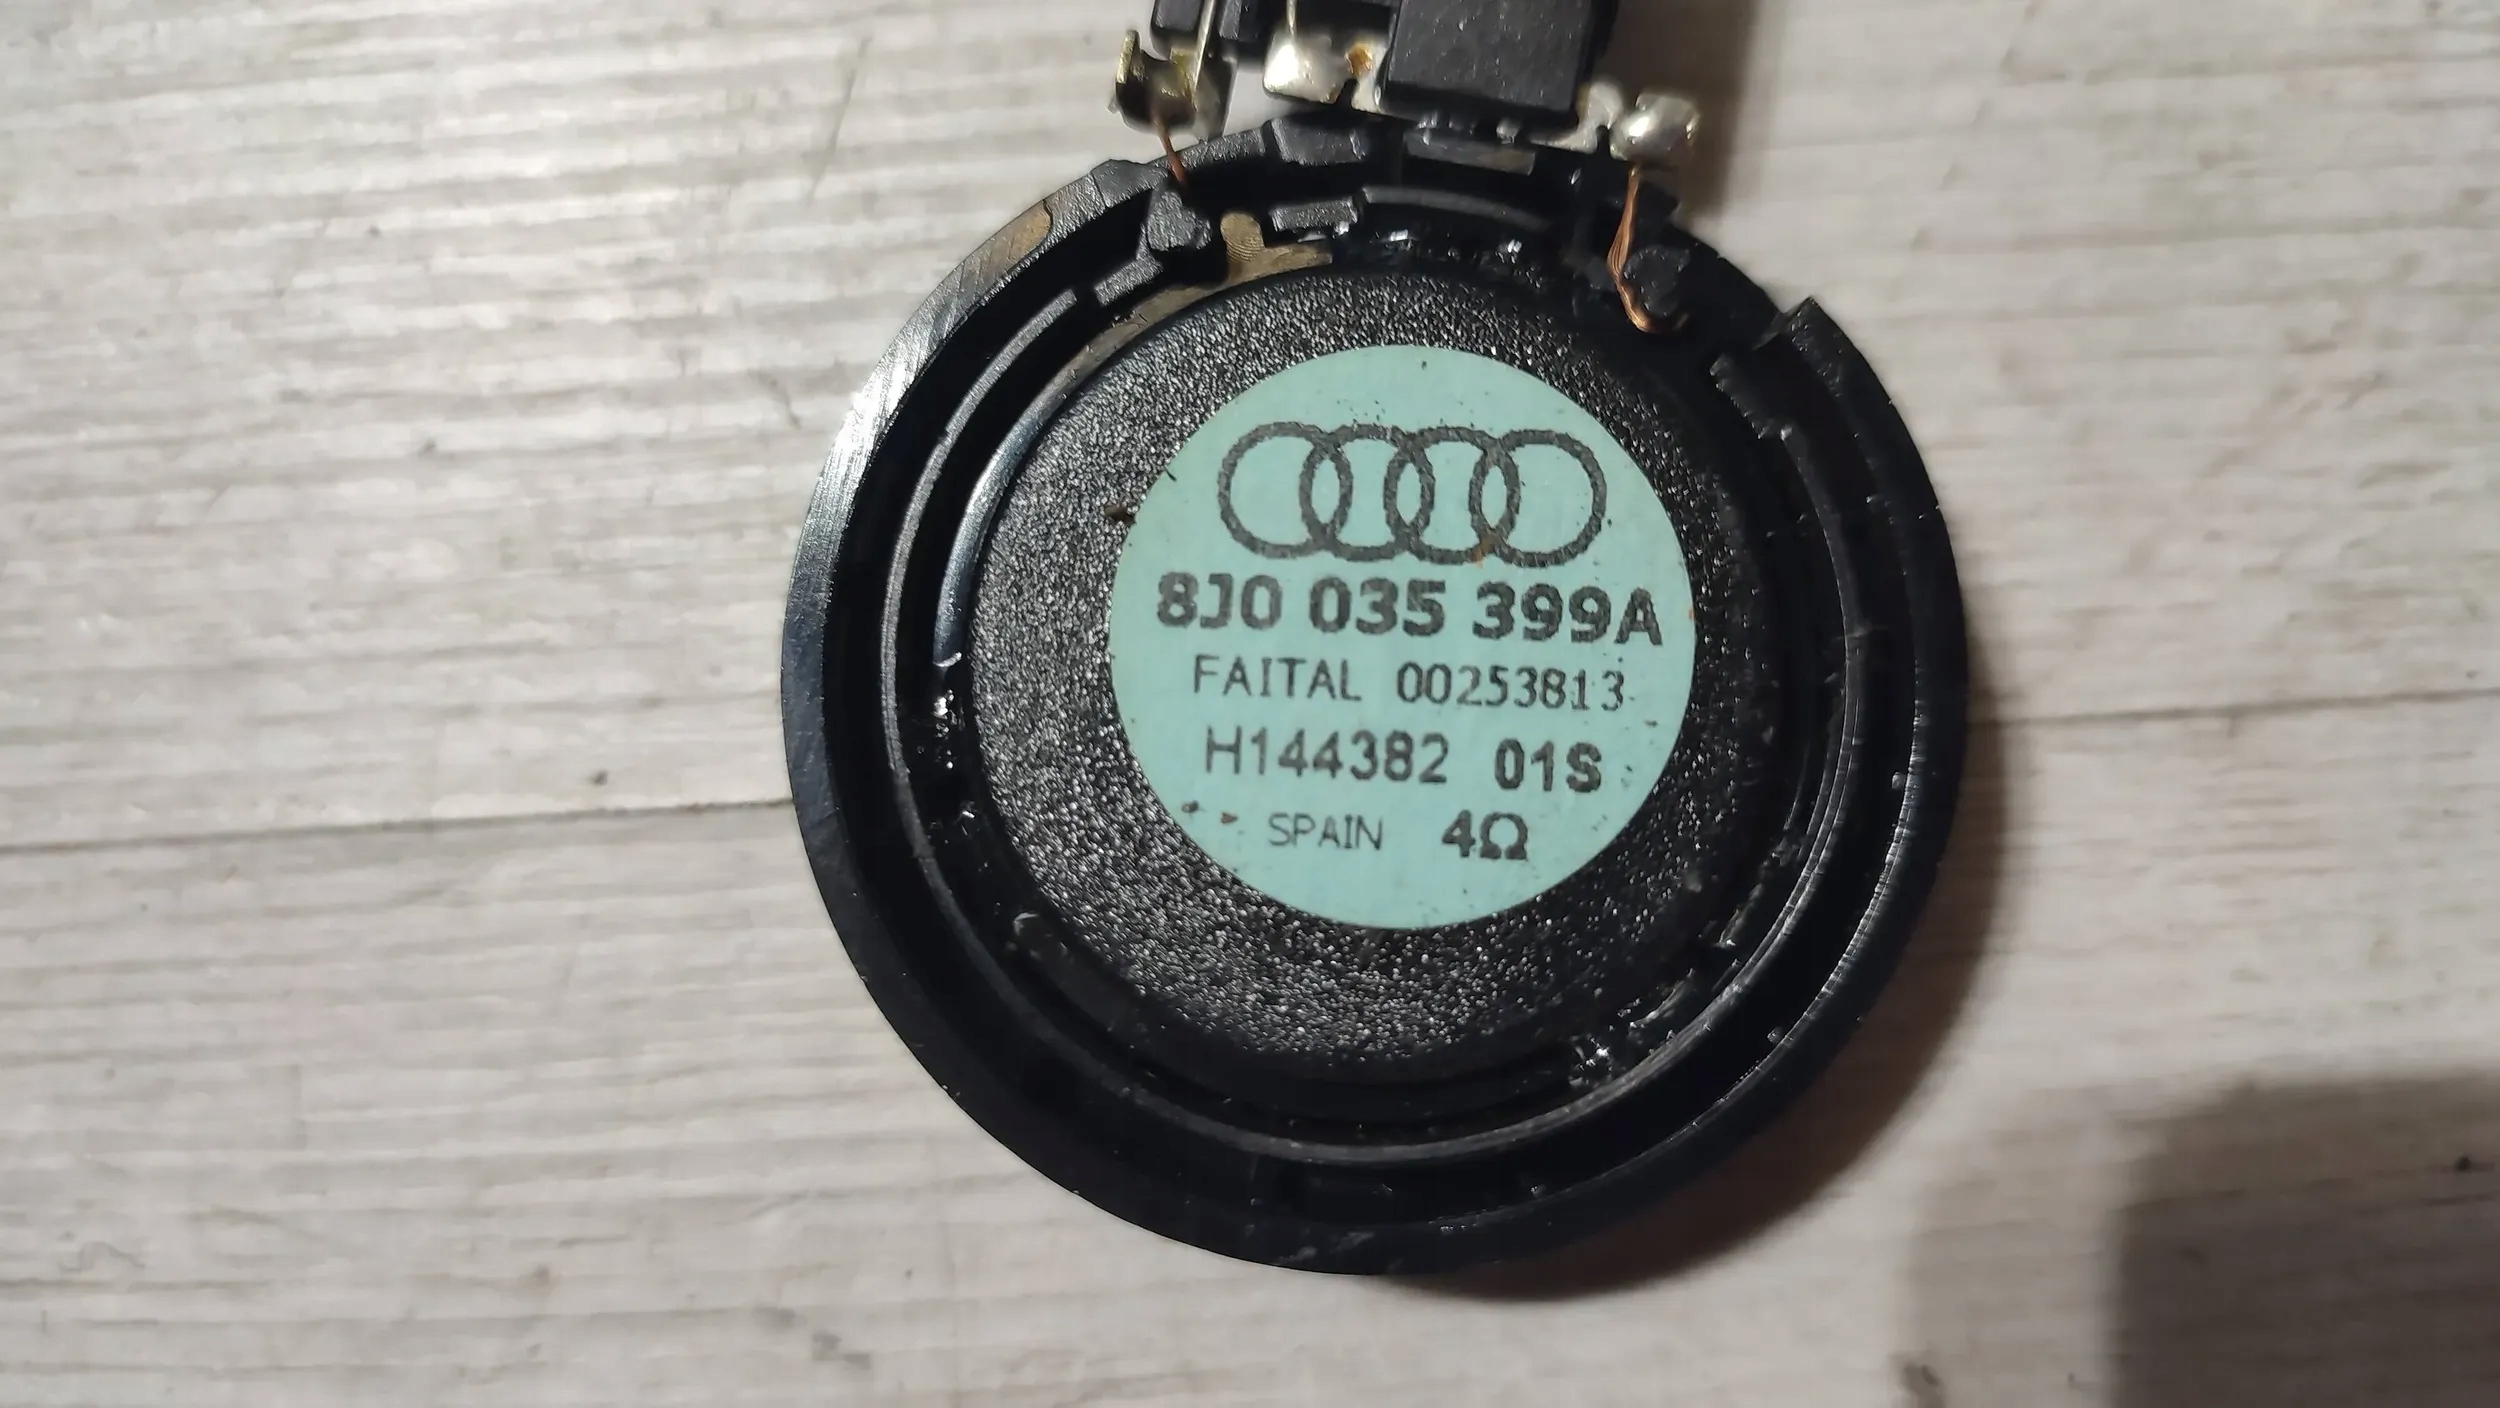 8J0 035 399A
FAITAL 00253813
H144382 01S
SPAIN 4Ω